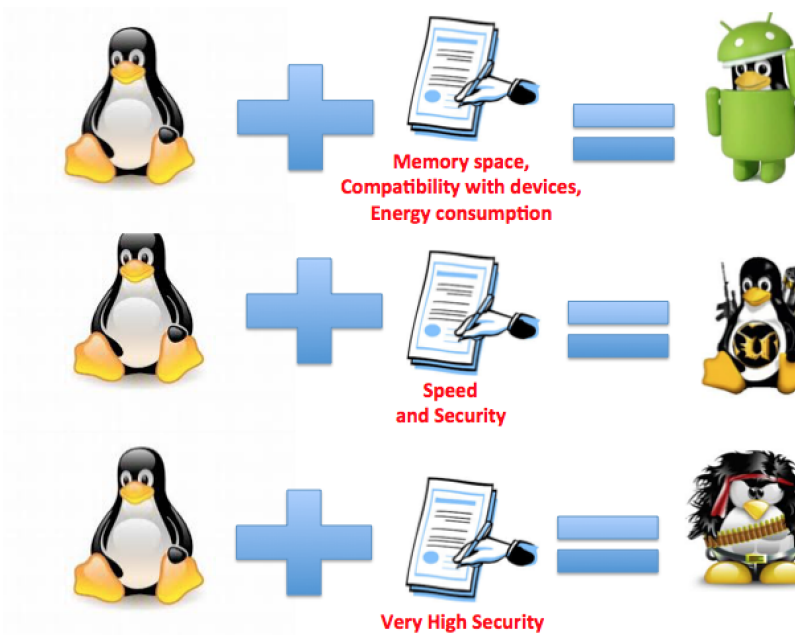 Memory space,
Compatibility with devices,
Energy consumption
Speed
and Security
Very High Security